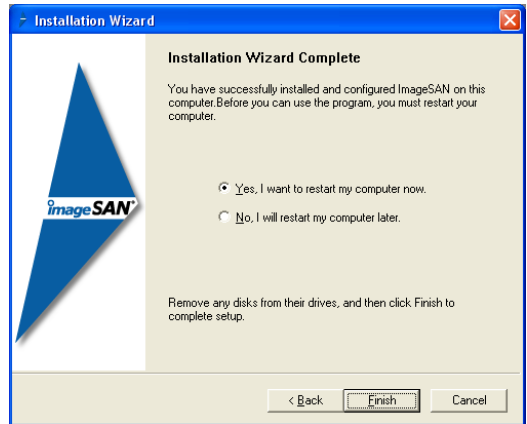 Installation Wizard
Installation Wizard Complete
You have successfully installed and configured ImageSAN on this
computer.Before you can use the program, you must restart your
computer.
Yes, I want to restart my computer now.
imageSAN
No, I will restart my computer later.
Remove any disks from their drives, and then click Finish to
complete setup.
< Back
Finish
Cancel